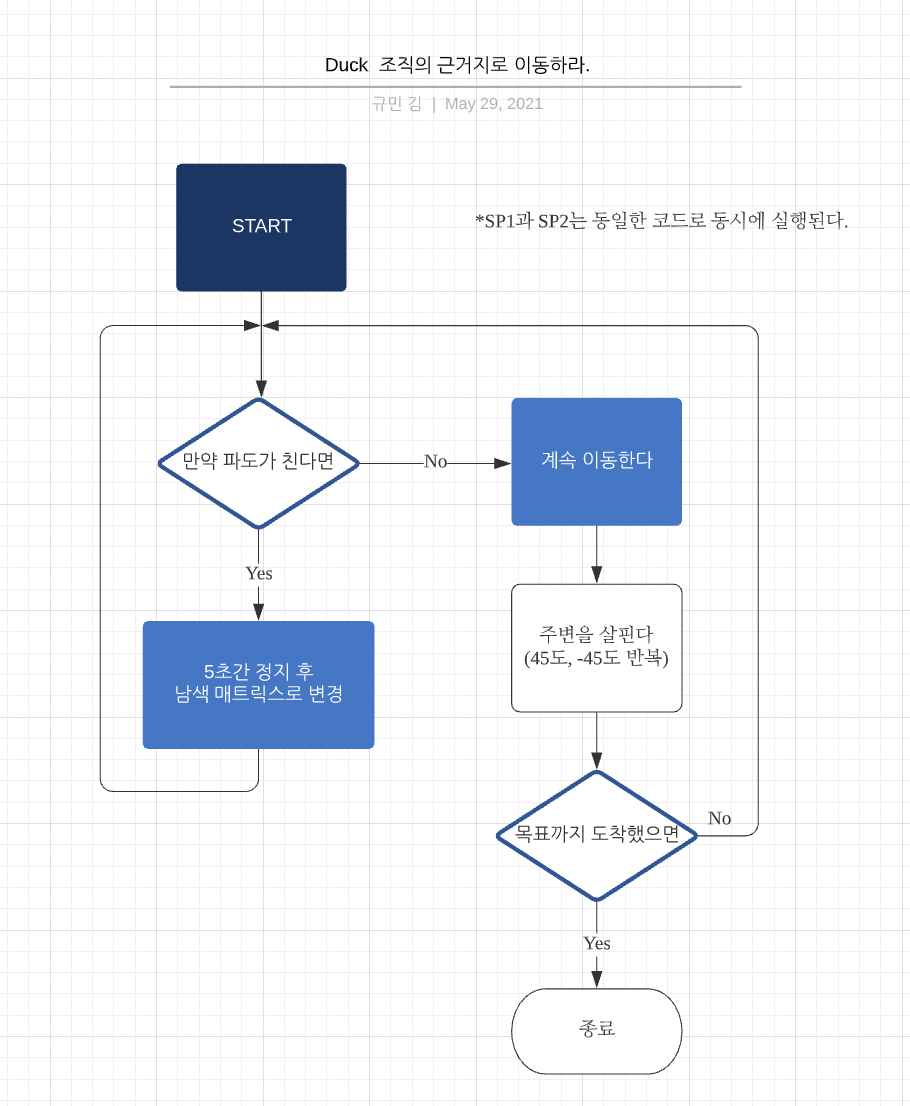 Duck 조직의 근거지로 이동하라.
규민 김 | May 29, 2021
START
*SP1과 SP2는 동일한 코드로 동시에 실행된다.
만약 파도가 친다면
No
계속 이동한다
Yes
주변을 살핀다
(45도, -45도 반복)
5초간 정지 후
남색 매트릭스로 변경
목표까지 도착했으면
No
Yes
종료